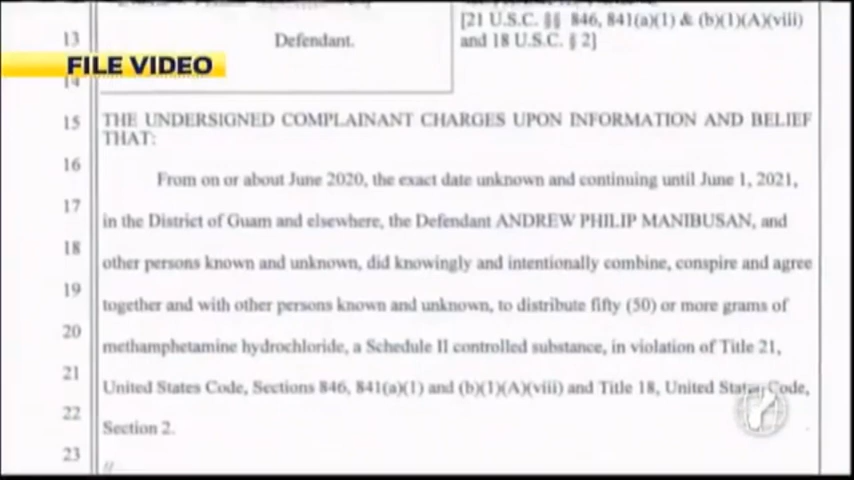 [21 U.S.C. §§ 846, 841(a)(1) & (b)(1)(A)(viii)
13
Defendant.
and 18 U.S.C. § 2]
FILE VIDEO
14
15
THE UNDERSIGNED COMPLAINANT CHARGES UPON INFORMATION AND BELIEF
THAT:
16
From on or about June 2020, the exact date unknown and continuing until June 1, 2021,
17
in the District of Guam and elsewhere, the Defendant ANDREW PHILIP MANIBUSAN, and
18
other persons known and unknown, did knowingly and intentionally combine, conspire and agree
19
together and with other persons known and unknown, to distribute fifty (50) or more grams of
20
methamphetamine hydrochloride, a Schedule II controlled substance, in violation of Title 21,
21
United States Code, Sections 846, 841(a)(1) and (b)(1)(A)(viii) and Title 18, United States Code,
22
Section 2.
23
//